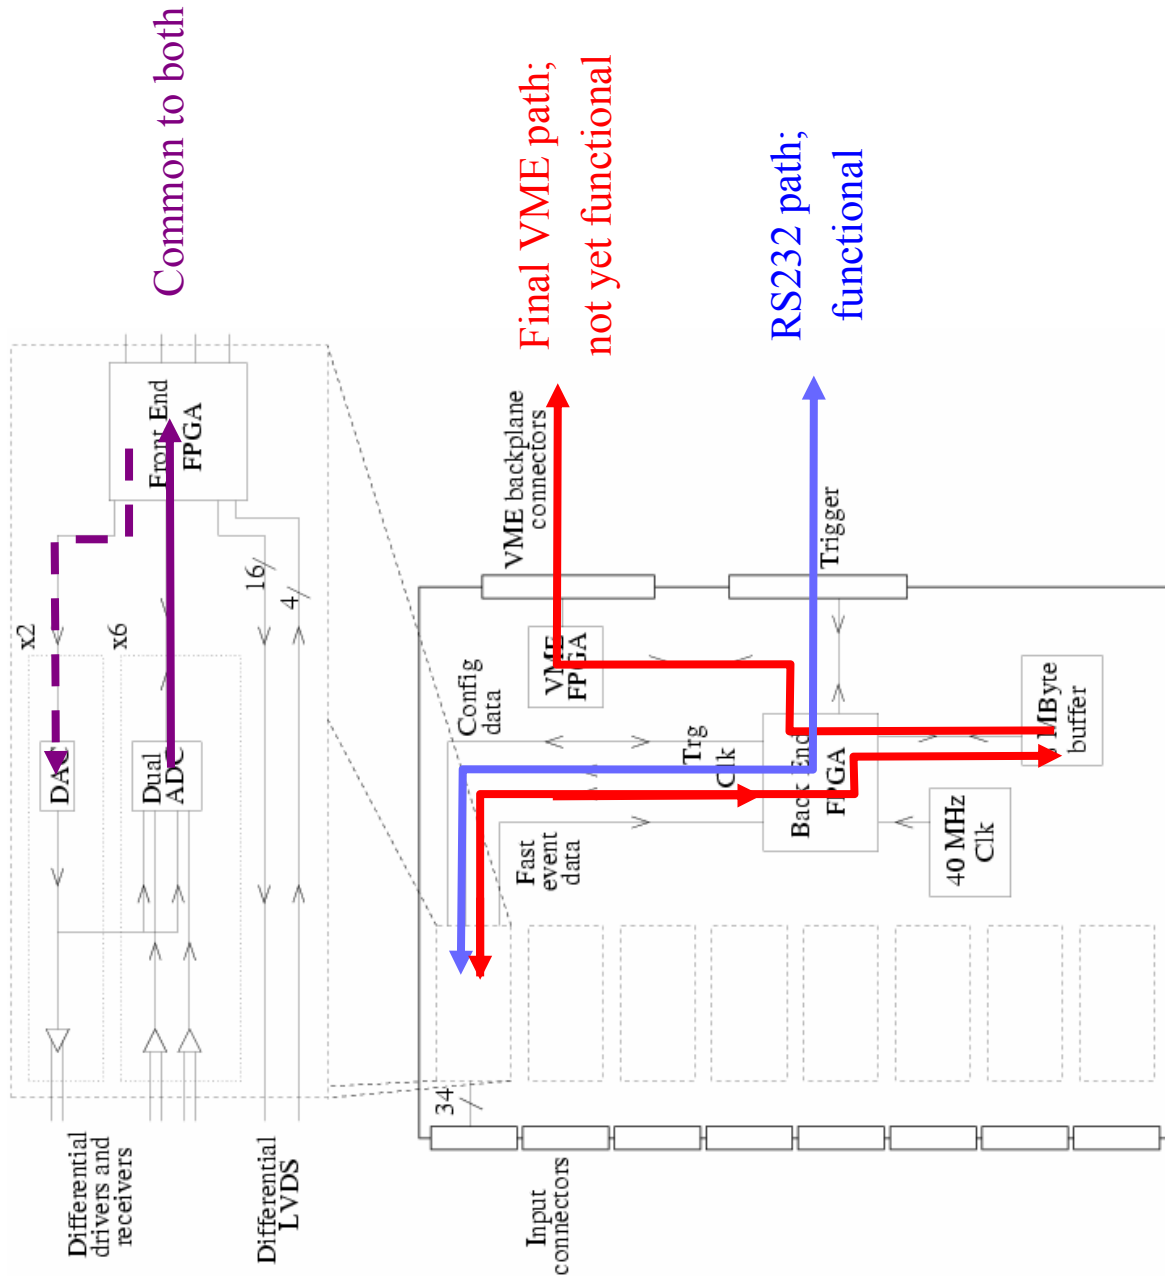 Common to both
Final VME path;
not yet functional
RS232 path;
functional
x2
x6
DAC
Dual
ADC
Front End
FPGA
16
4
Differential
drivers and
receivers
Differential
LVDS
VME backplane
connectors
Trigger
VME
FPGA
Config
data
Trg
Clk
Fast
event
data
Back End
FPGA
MByte
buffer
40 MHz
Clk
34
Input
connectors